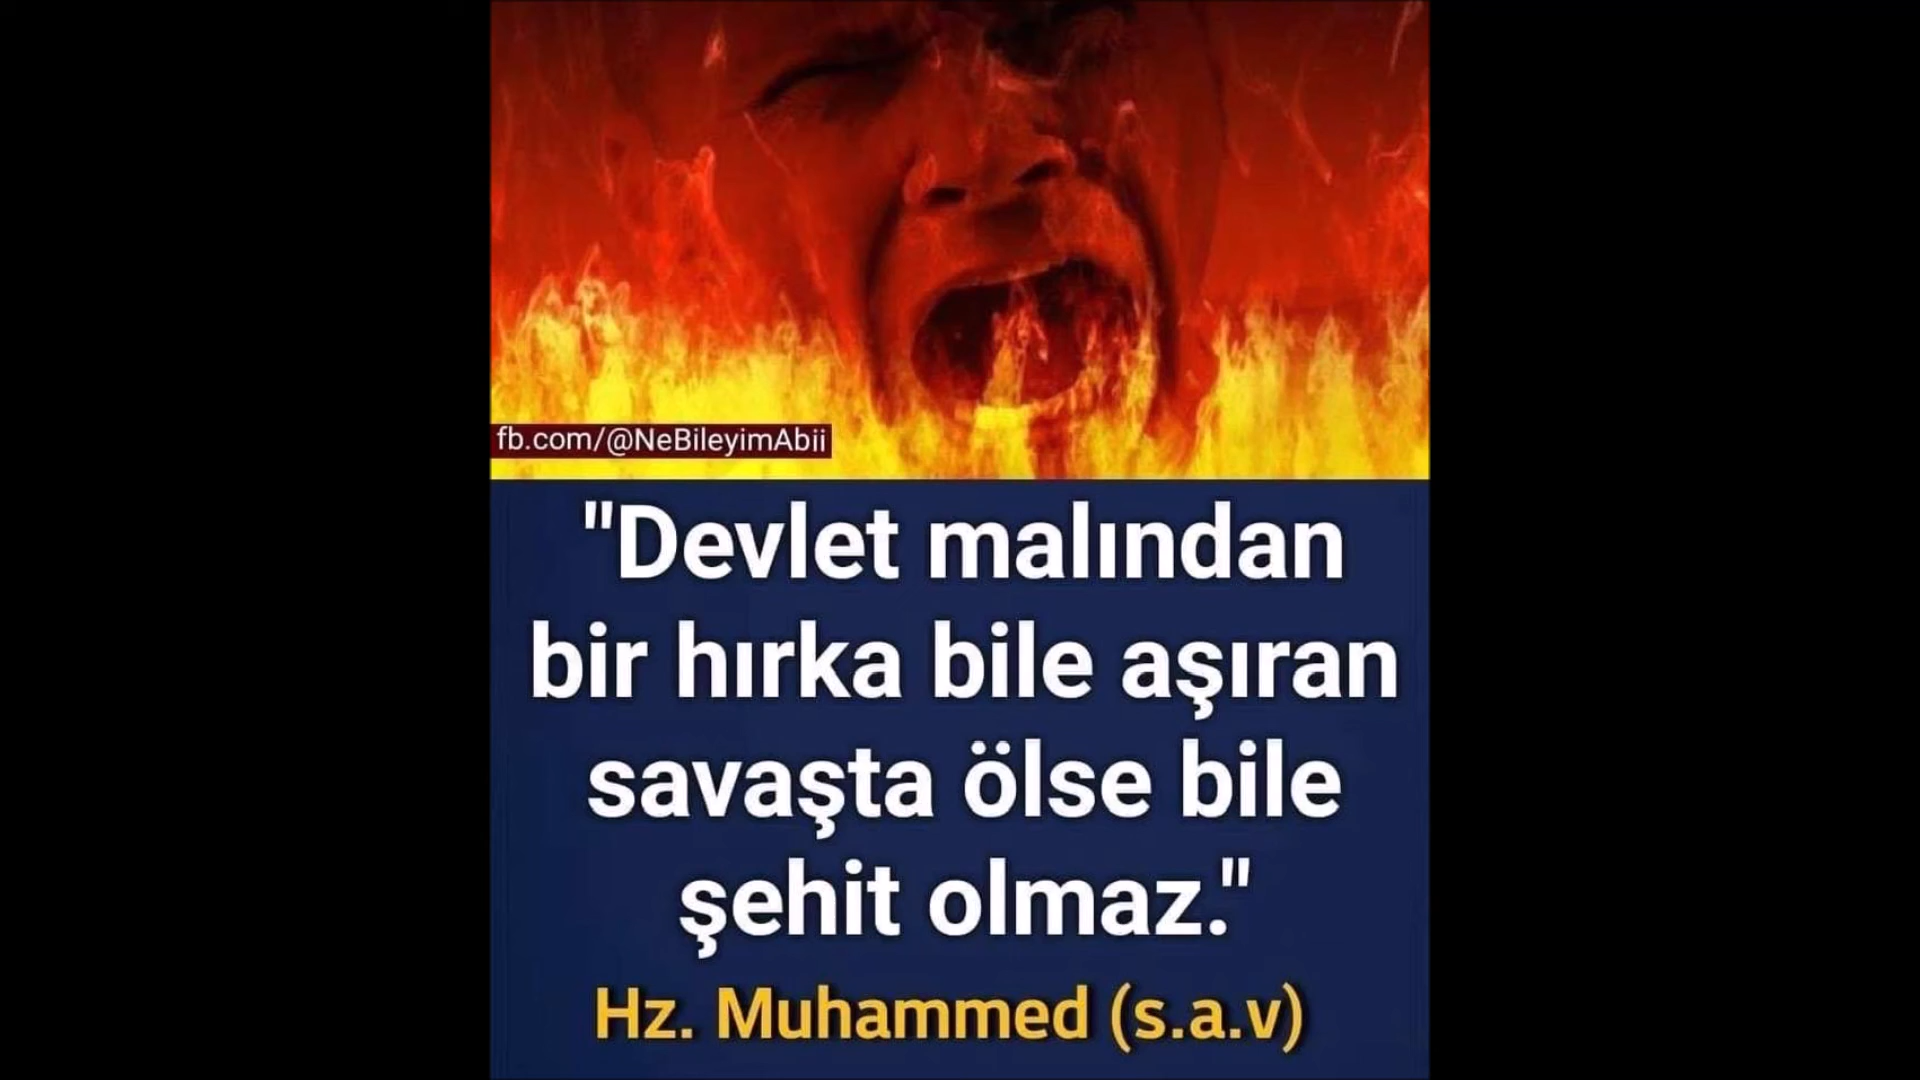 fb.com/@NeBileyimAbii
"Devlet malından
bir hırka bile aşıran
savaşta ölse bile
şehit olmaz."
Hz. Muhammed (s.a.v)